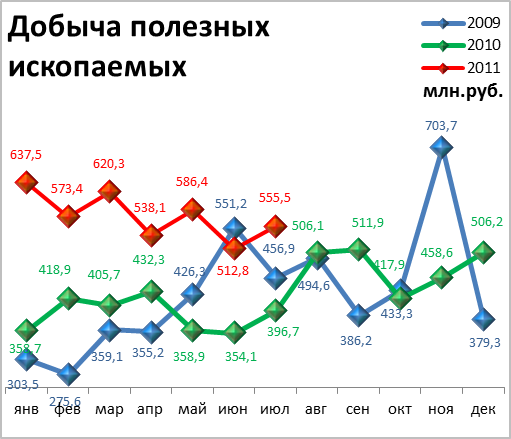 Добыча полезных
ископаемых
2009
2010
2011
млн.руб.
703,7
637,5
573,4
620,3
538,1
586,4
551,2
555,5
506,1
511,9
506,2
418,9
405,7
432,3
426,3
512,8
456,9
494,6
417,9
458,6
358,7
359,1
355,2
358,9
354,1
396,7
386,2
433,3
379,3
303,5
275,6
янв
фев
мар
апр
май
июн
июл
авг
сен
окт
ноя
дек